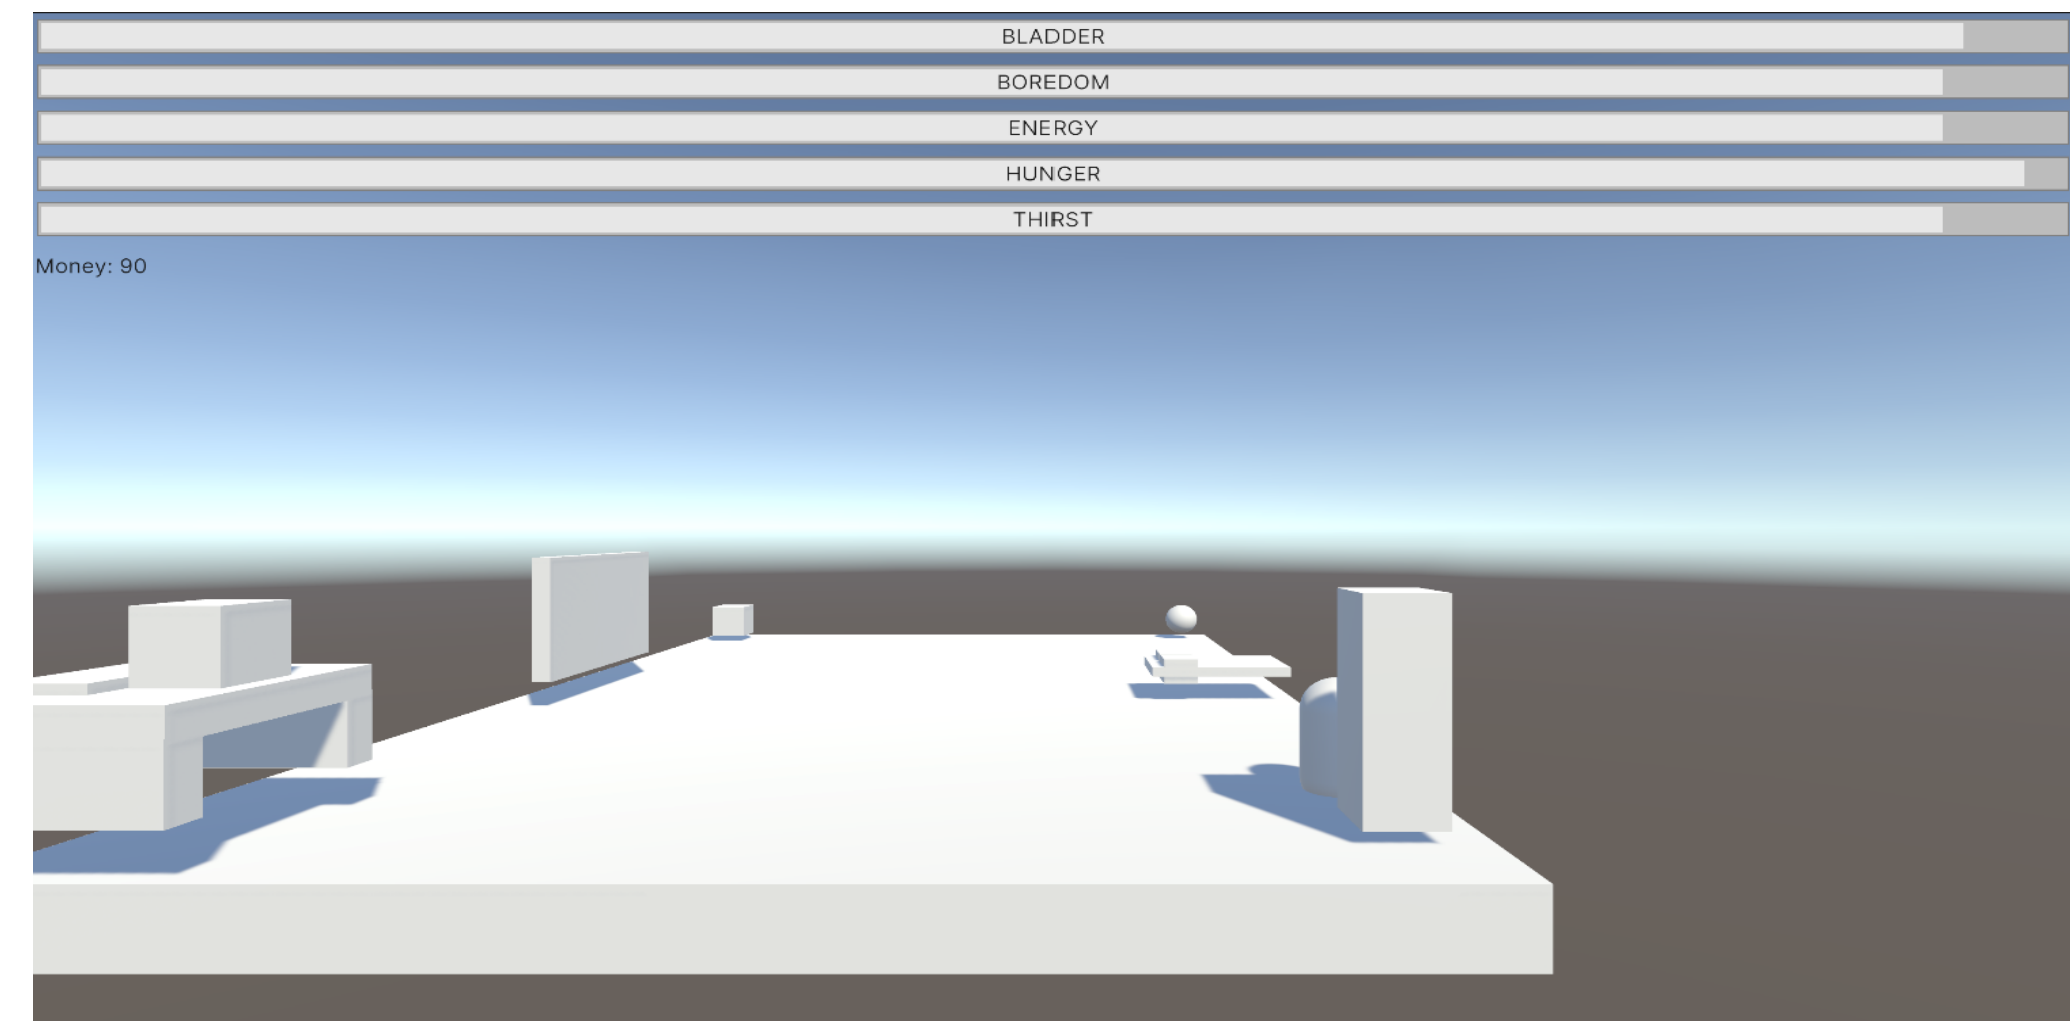 BLADDER
BOREDOM
ENERGY
HUNGER
THIRST
Money: 90